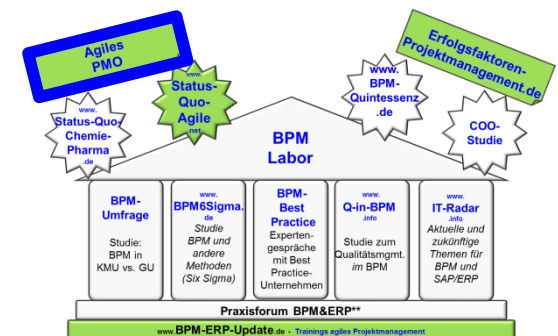 Agiles
PMO
Erfolgsfaktoren-
Projektmanagement.de
www.
Status-
Quo-
Agile
.net
www.
BPM-
Quintessenz
.de
www.
Status-Quo-
Chemie-
Pharma
.de
COO-
Studie
BPM
Labor
BPM-
Umfrage
Studie:
BPM in
KMU vs. GU
www.
BPM6Sigma.
de
Studie
BPM und
andere
Methoden
(Six Sigma)
BPM-
Best
Practice
Experten-
gespräche
mit Best
Practice-
Unternehmen
www.
Q-in-BPM
.info
Studie zum
Qualitätsmgmt.
im BPM
www.
IT-Radar
.info
Aktuelle und
zukünftige
Themen für
BPM und
SAP/ERP
Praxisforum BPM&ERP**
www.BPM-ERP-Update.de - Trainings agiles Projektmanagement